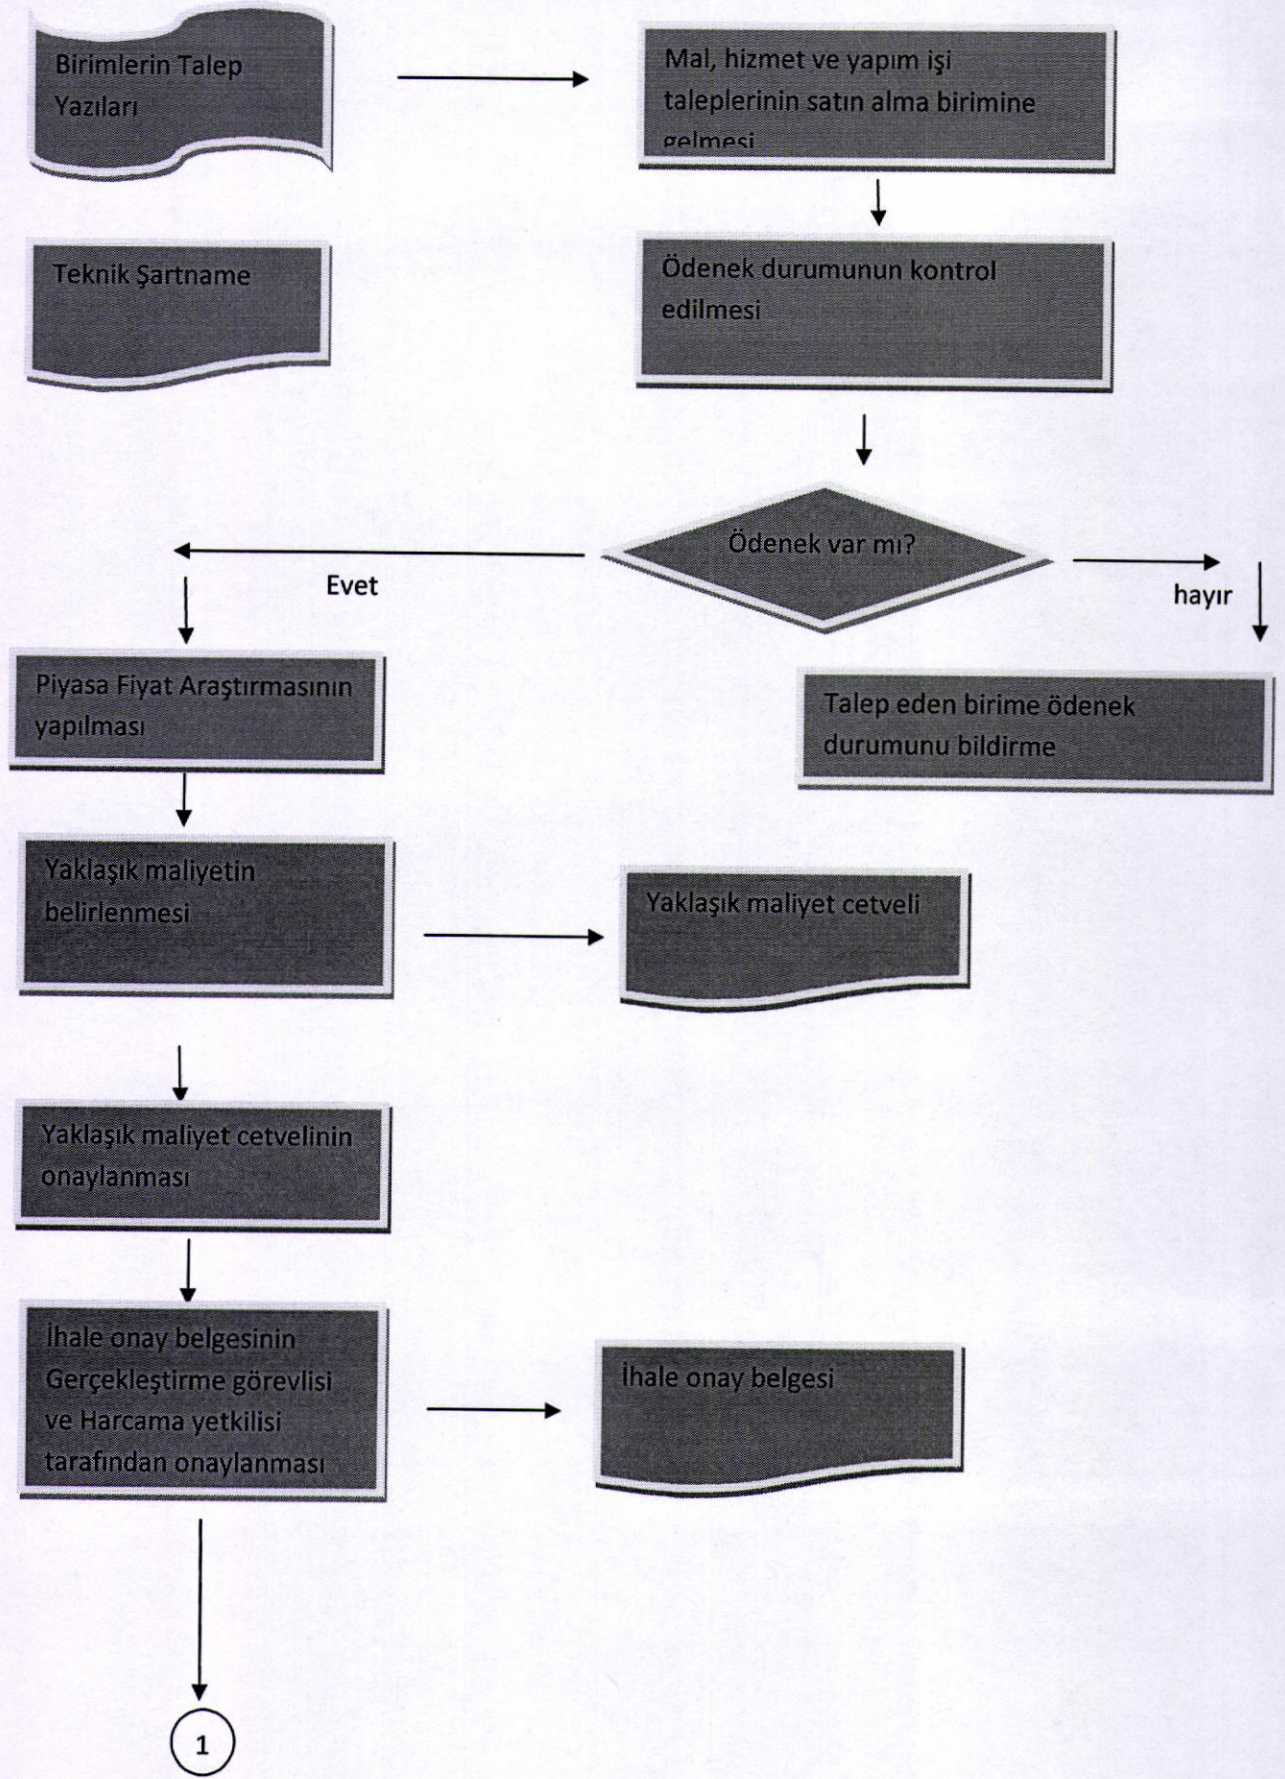 Birimlerin Talep
Yazıları
Mal, hizmet ve yapım işi
taleplerinin satın alma birimine
gelmesi
Teknik Şartname
Ödenek durumunun kontrol
edilmesi
Ödenek var mı?
Evet
hayır
Piyasa Fiyat Araştırmasının
yapılması
Talep eden birime ödenek
durumunu bildirme
Yaklaşık maliyetin
belirlenmesi
Yaklaşık maliyet cetveli
Yaklaşık maliyet cetvelinin
onaylanması
İhale onay belgesinin
Gerçekleştirme görevlisi
ve Harcama yetkilisi
tarafından onaylanması
İhale onay belgesi
1